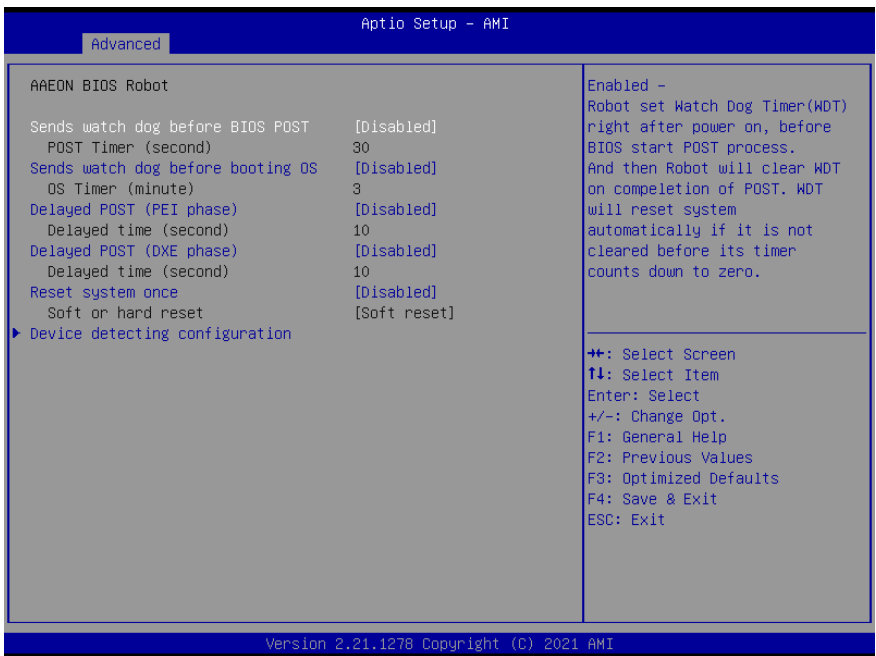 Aptio Setup – AMI
Advanced
AAEON BIOS Robot
Sends watch dog before BIOS POST [Disabled]
POST Timer (second) 30
Sends watch dog before booting OS [Disabled]
OS Timer (minute) 3
Delayed POST (PEI phase) [Disabled]
Delayed time (second) 10
Delayed POST (DXE phase) [Disabled]
Delayed time (second) 10
Reset system once [Disabled]
Soft or hard reset [Soft reset]
Device detecting configuration
Enabled –
Robot set Watch Dog Timer(WDT)
right after power on, before
BIOS start POST process.
And then Robot will clear WDT
on compeletion of POST. WDT
will reset system
automatically if it is not
cleared before its timer
counts down to zero.
→←: Select Screen
↑↓: Select Item
Enter: Select
+/-: Change Opt.
F1: General Help
F2: Previous Values
F3: Optimized Defaults
F4: Save & Exit
ESC: Exit
Version 2.21.1278 Copyright (C) 2021 AMI